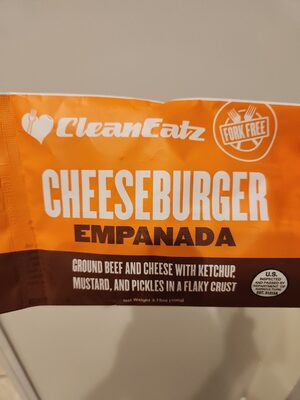 CleanEatz
FORK FREE
CHEESEBURGER
EMPANADA
GROUND BEEF AND CHEESE WITH KETCHUP,
MUSTARD, AND PICKLES IN A FLAKY CRUST
U.S.
INSPECTED
AND PASSED BY
DEPARTMENT OF
AGRICULTURE